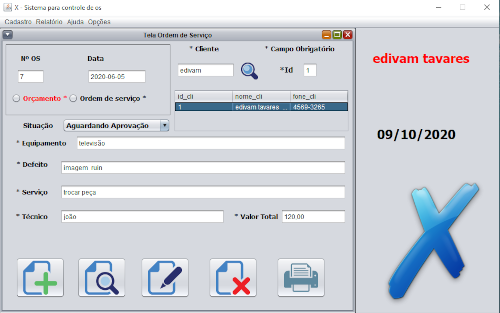 X - Sistema para controle de os
Cadastro Relatório Ajuda Opções
Tela Ordem de Serviço
Nº OS Data
7 2020-06-05
Orçamento * Ordem de serviço *
* Cliente * Campo Obrigatório
edivam *Id 1
id_cli nome_cli fone_cli
1 edivam tavares ... 4569-3265
Situação Aguardando Aprovação
* Equipamento televisão
* Defeito imagem ruin
* Serviço trocar peça
* Técnico joão * Valor Total 120,00
edivam tavares
09/10/2020